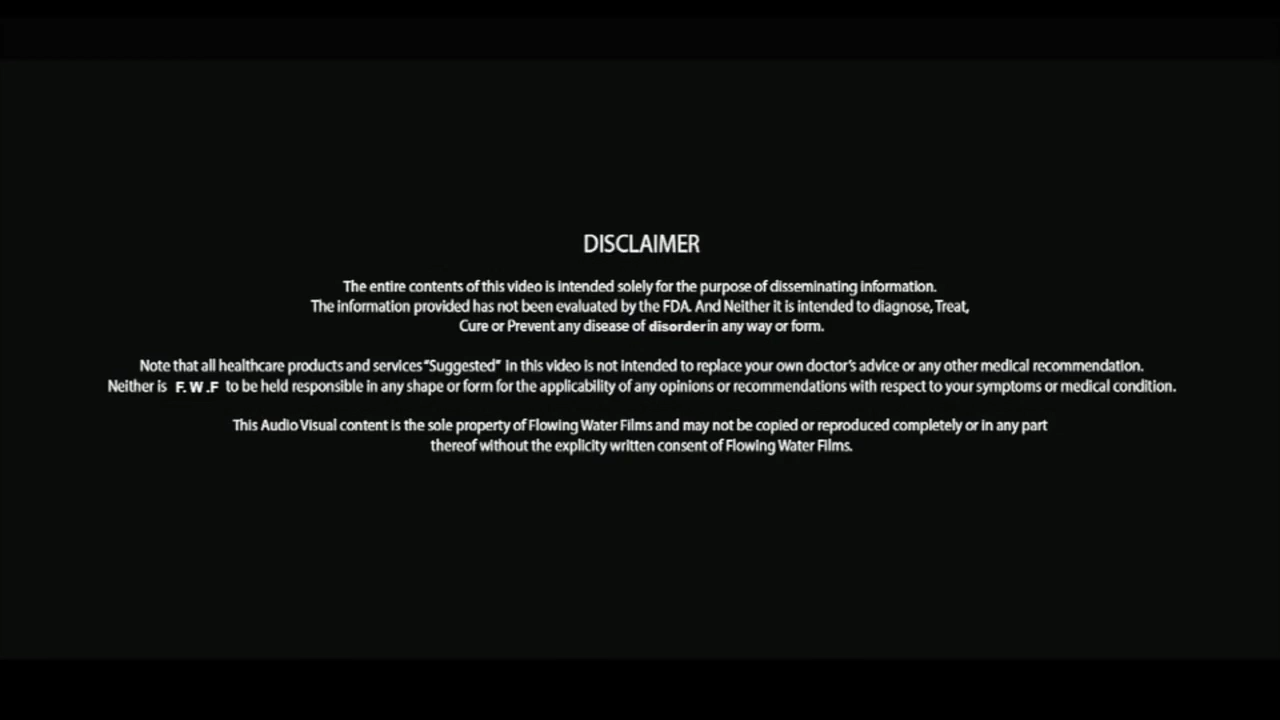 DISCLAIMER
The entire contents of this video is intended solely for the purpose of disseminating information.
The information provided has not been evaluated by the FDA. And Neither it is intended to diagnose, Treat,
Cure or Prevent any disease of disorder in any way or form.
Note that all healthcare products and services “Suggested” in this video is not intended to replace your own doctor’s advice or any other medical recommendation.
Neither is F.W.F to be held responsible in any shape or form for the applicability of any opinions or recommendations with respect to your symptoms or medical condition.
This Audio Visual content is the sole property of Flowing Water Films and may not be copied or reproduced completely or in any part
thereof without the explicity written consent of Flowing Water Films.